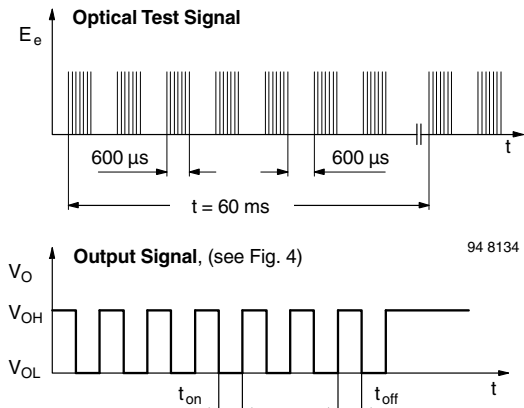 Optical Test Signal
E e
t
600 µs
600 µs
t = 60 ms
94 8134
Output Signal, (see Fig. 4)
VO
VOH
VOL
t
ton
toff